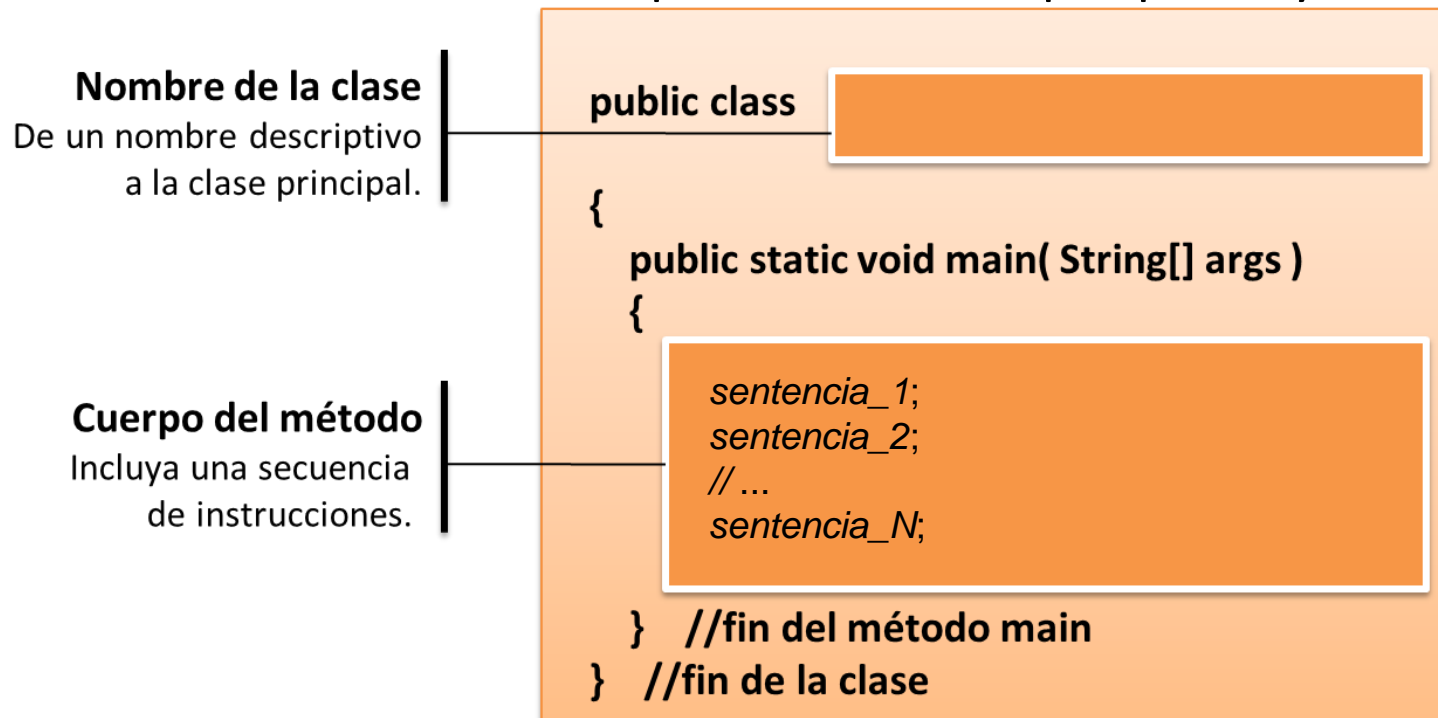 Nombre de la clase
De un nombre descriptivo
a la clase principal.
public class
{
public static void main( String[] args )
{
Cuerpo del método
Incluya una secuencia
de instrucciones.
sentencia_1;
sentencia_2;
// ...
sentencia_N;
} //fin del método main
} //fin de la clase